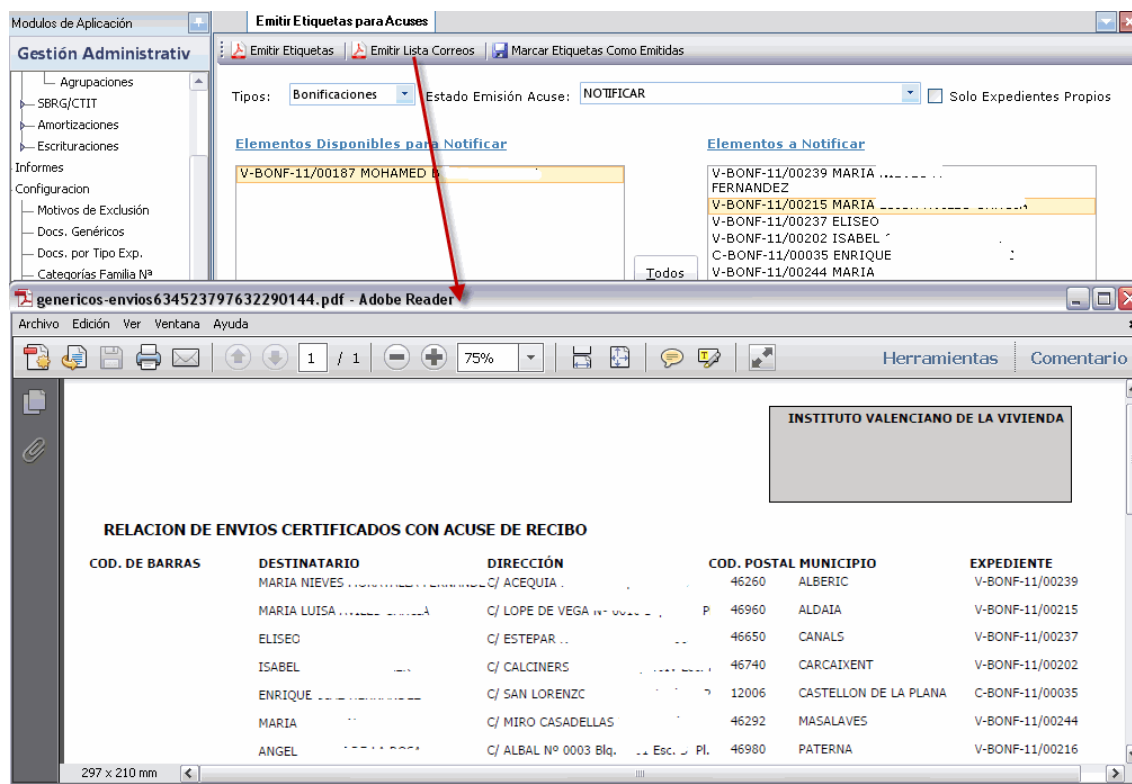 Modulos de Aplicación
Emitir Etiquetas para Acuses
Gestión Administrativ
Emitir Etiquetas
Emitir Lista Correos
Marcar Etiquetas Como Emitidas
Agrupaciones
SBRG/CTIT
Amortizaciones
Escrituraciones
Informes
Configuracion
Motivos de Exclusión
Docs. Genéricos
Docs. por Tipo Exp.
Categorías Familia Nª
Tipos: Bonificaciones Estado Emisión Acuse: NOTIFICAR Solo Expedientes Propios
Elementos Disponibles para Notificar
V-BONF-11/00187 MOHAMED
Todos
Elementos a Notificar
V-BONF-11/00239 MARIA
FERNANDEZ
V-BONF-11/00215 MARIA
V-BONF-11/00237 ELISEO
V-BONF-11/00202 ISABEL
C-BONF-11/00035 ENRIQUE
V-BONF-11/00244 MARIA
genericos-envios634523797632290144.pdf - Adobe Reader
Archivo Edición Ver Ventana Ayuda
1 / 1 75% Herramientas Comentario
INSTITUTO VALENCIANO DE LA VIVIENDA
RELACION DE ENVIOS CERTIFICADOS CON ACUSE DE RECIBO
COD. DE BARRAS DESTINATARIO DIRECCIÓN COD. POSTAL MUNICIPIO EXPEDIENTE
MARIA NIEVES C/ ACEQUIA 46260 ALBERIC V-BONF-11/00239
MARIA LUISA C/ LOPE DE VEGA P 46960 ALDAIA V-BONF-11/00215
ELISEO C/ ESTEPAR 46650 CANALS V-BONF-11/00237
ISABEL C/ CALCINERS 46740 CARCAIXENT V-BONF-11/00202
ENRIQUE C/ SAN LORENZO 12006 CASTELLON DE LA PLANA C-BONF-11/00035
MARIA C/ MIRO CASADELLAS 46292 MASALAVES V-BONF-11/00244
ANGEL C/ ALBAL Nº 0003 Blq. Esc. Pl. 46980 PATERNA V-BONF-11/00216
297 x 210 mm